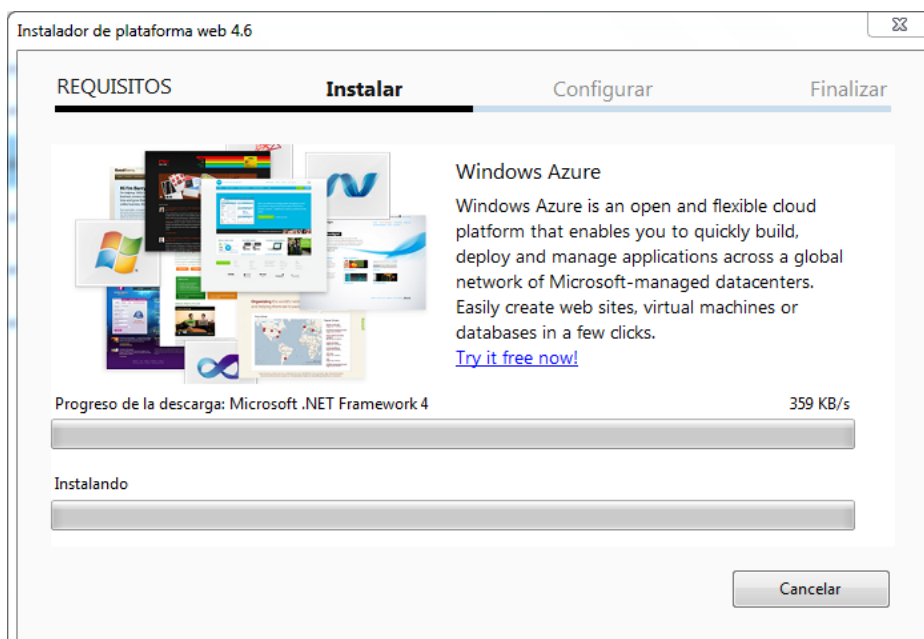 Instalador de plataforma web 4.6
REQUISITOS Instalar Configurar Finalizar
Windows Azure
Windows Azure is an open and flexible cloud
platform that enables you to quickly build,
deploy and manage applications across a global
network of Microsoft-managed datacenters.
Easily create web sites, virtual machines or
databases in a few clicks.
Try it free now!
Progreso de la descarga: Microsoft .NET Framework 4 359 KB/s
Instalando
Cancelar